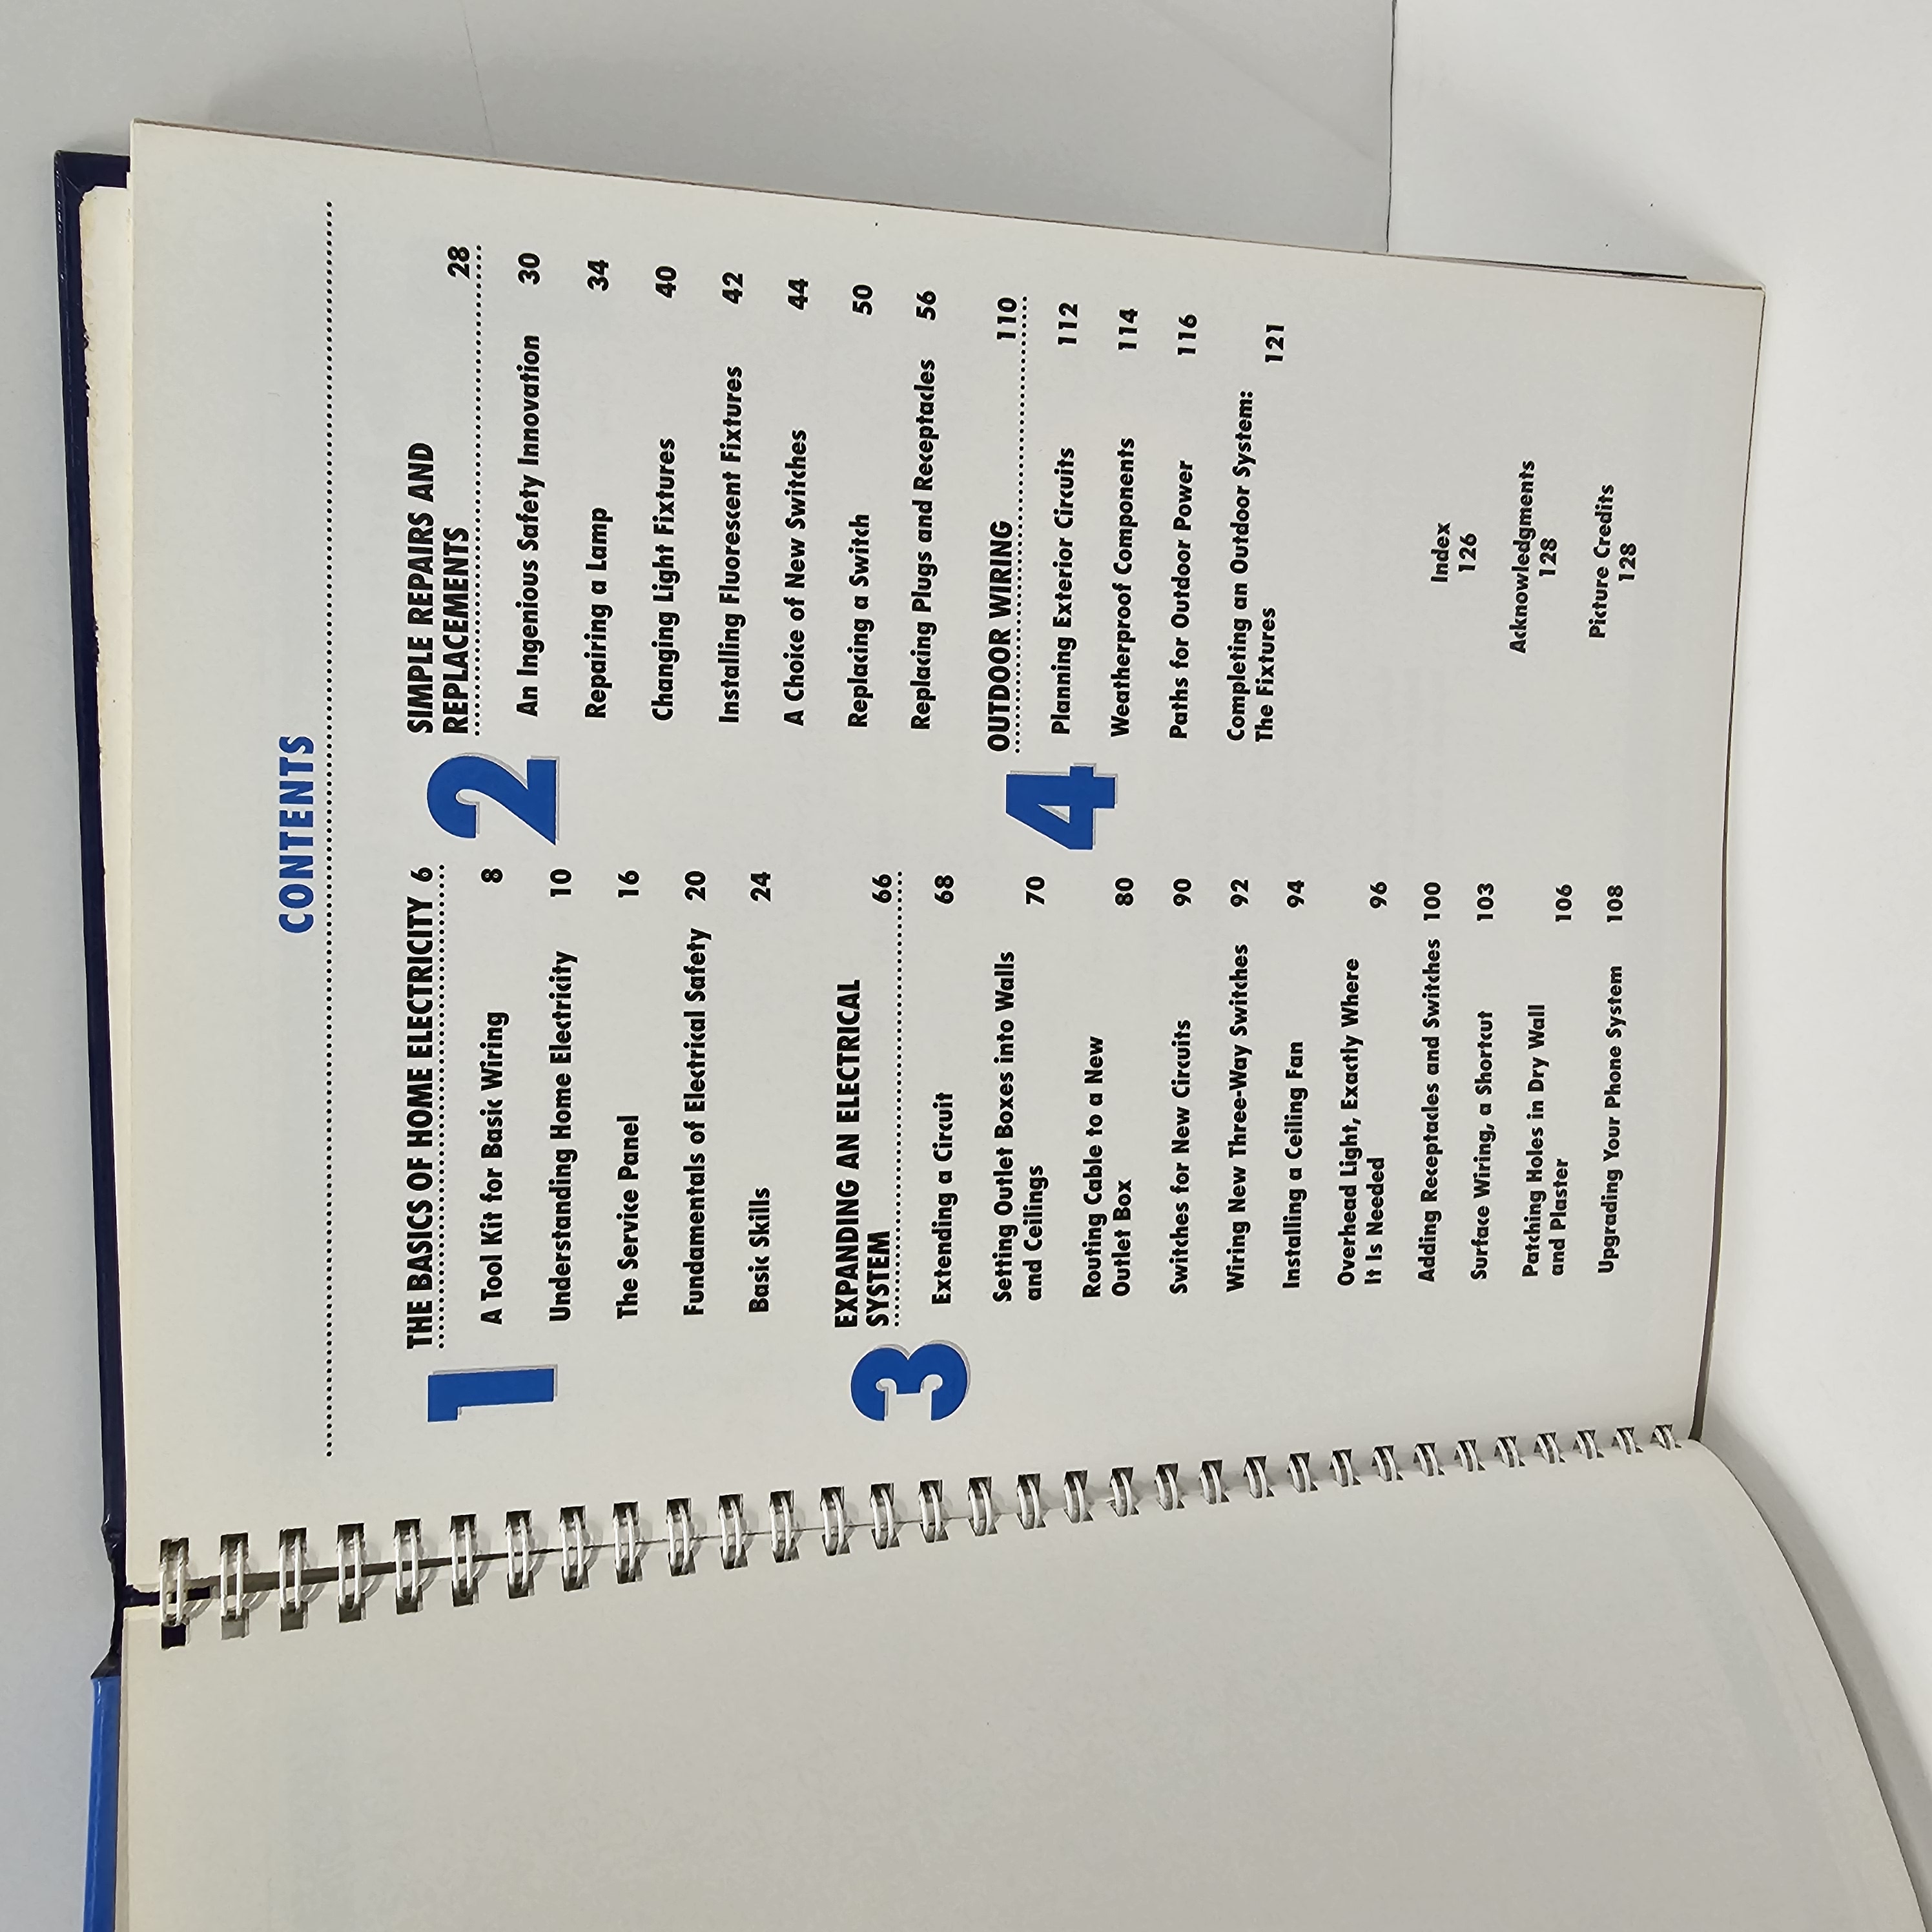 CONTENTS
1
THE BASICS OF HOME ELECTRICITY 6
A Tool Kit for Basic Wiring 8
Understanding Home Electricity 10
The Service Panel 16
Fundamentals of Electrical Safety 20
Basic Skills 24
2
SIMPLE REPAIRS AND
REPLACEMENTS 28
An Ingenious Safety Innovation 30
Repairing a Lamp 34
Changing Light Fixtures 40
Installing Fluorescent Fixtures 42
A Choice of New Switches 44
Replacing a Switch 50
Replacing Plugs and Receptacles 56
3
EXPANDING AN ELECTRICAL
SYSTEM 66
Extending a Circuit 68
Setting Outlet Boxes into Walls
and Ceilings 70
Routing Cable to a New
Outlet Box 80
Switches for New Circuits 90
Wiring New Three-Way Switches 92
Installing a Ceiling Fan 94
Overhead Light, Exactly Where
It Is Needed 96
Adding Receptacles and Switches 100
Surface Wiring, a Shortcut 103
Patching Holes in Dry Wall
and Plaster 106
Upgrading Your Phone System 108
4
OUTDOOR WIRING 110
Planning Exterior Circuits 112
Weatherproof Components 114
Paths for Outdoor Power 116
Completing an Outdoor System:
The Fixtures 121
Index
126
Acknowledgments
128
Picture Credits
128